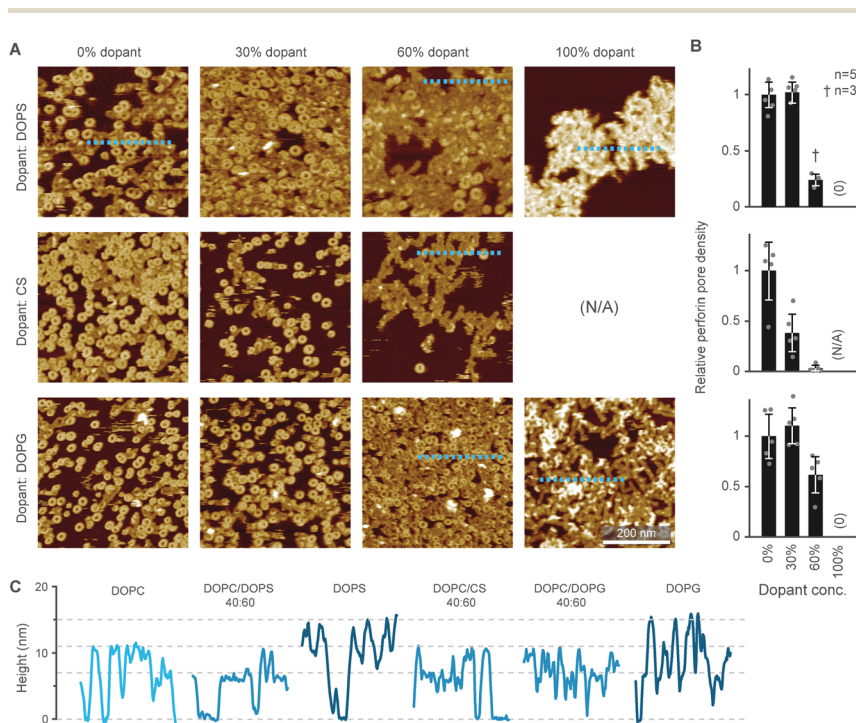 A
B
0% dopant
30% dopant
60% dopant
100% dopant
Dopant: DOPS
Dopant: CS
(N/A)
Dopant: DOPG
200 nm
n=5
† n=3
1
†
0.5
(0)
0
Relative perforin pore density
1
0.5
(N/A)
0
1
0.5
(0)
0
0%
30%
60%
100%
Dopant conc.
C
20
10
0
Height (nm)
DOPC
DOPC/DOPS
40:60
DOPS
DOPC/CS
40:60
DOPC/DOPG
40:60
DOPG